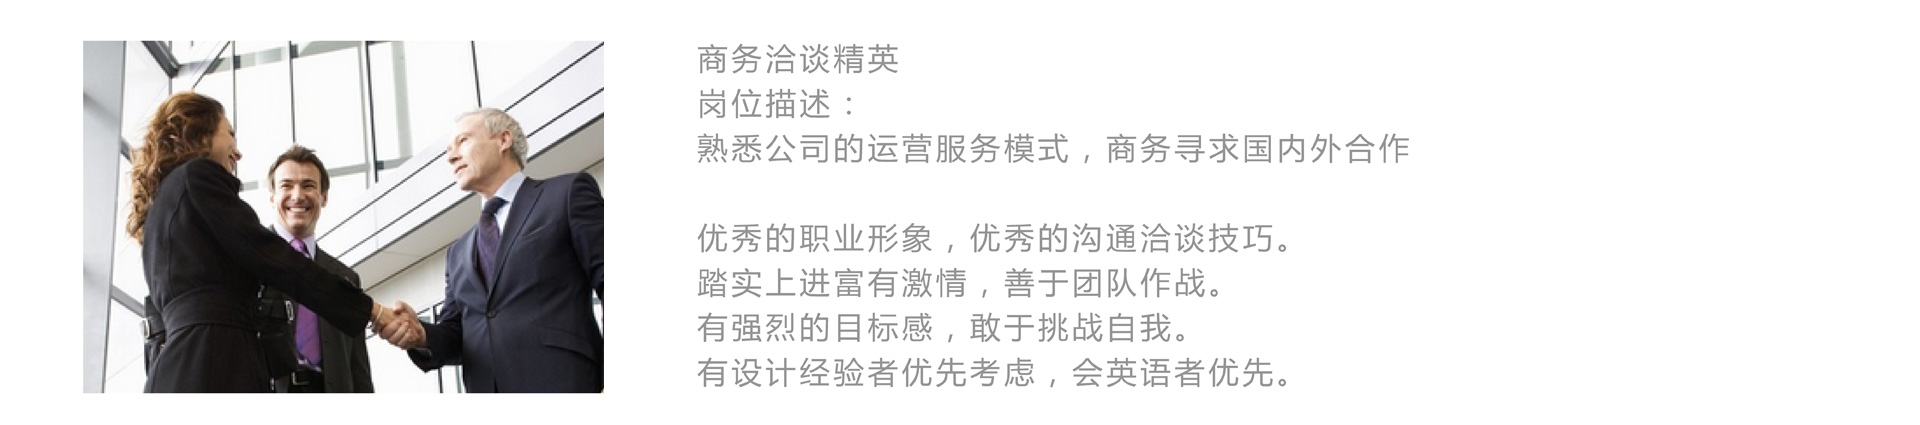 商务洽谈精英
岗位描述：
熟悉公司的运营服务模式，商务寻求国内外合作
优秀的职业形象，优秀的沟通洽谈技巧。
踏实上进富有激情，善于团队作战。
有强烈的目标感，敢于挑战自我。
有设计经验者优先考虑，会英语者优先。